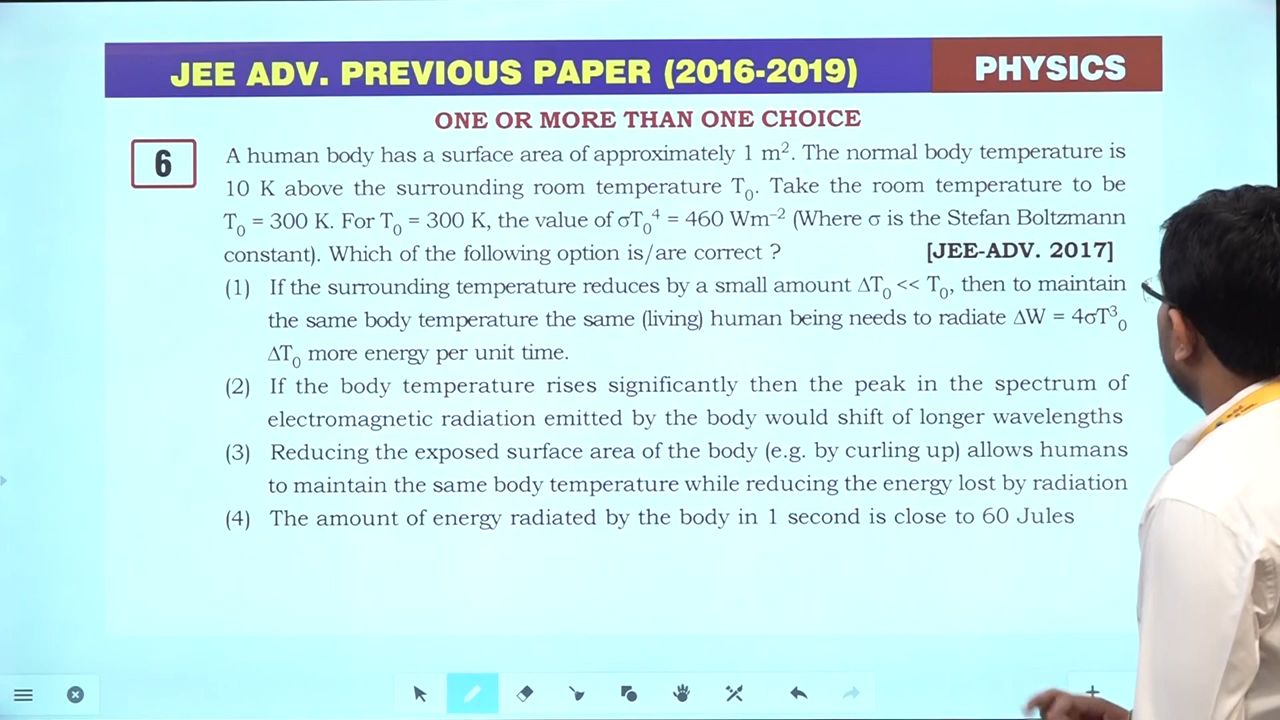 JEE ADV. PREVIOUS PAPER (2016-2019) PHYSICS
ONE OR MORE THAN ONE CHOICE
6 A human body has a surface area of approximately 1 m². The normal body temperature is
10 K above the surrounding room temperature T₀. Take the room temperature to be
T₀ = 300 K. For T₀ = 300 K, the value of σT₀⁴ = 460 Wm⁻² (Where σ is the Stefan Boltzmann
constant). Which of the following option is/are correct ? [JEE-ADV. 2017]
(1) If the surrounding temperature reduces by a small amount ΔT₀ << T₀, then to maintain
the same body temperature the same (living) human being needs to radiate ΔW = 4σT³₀
ΔT₀ more energy per unit time.
(2) If the body temperature rises significantly then the peak in the spectrum of
electromagnetic radiation emitted by the body would shift of longer wavelengths
(3) Reducing the exposed surface area of the body (e.g. by curling up) allows humans
to maintain the same body temperature while reducing the energy lost by radiation
(4) The amount of energy radiated by the body in 1 second is close to 60 Jules